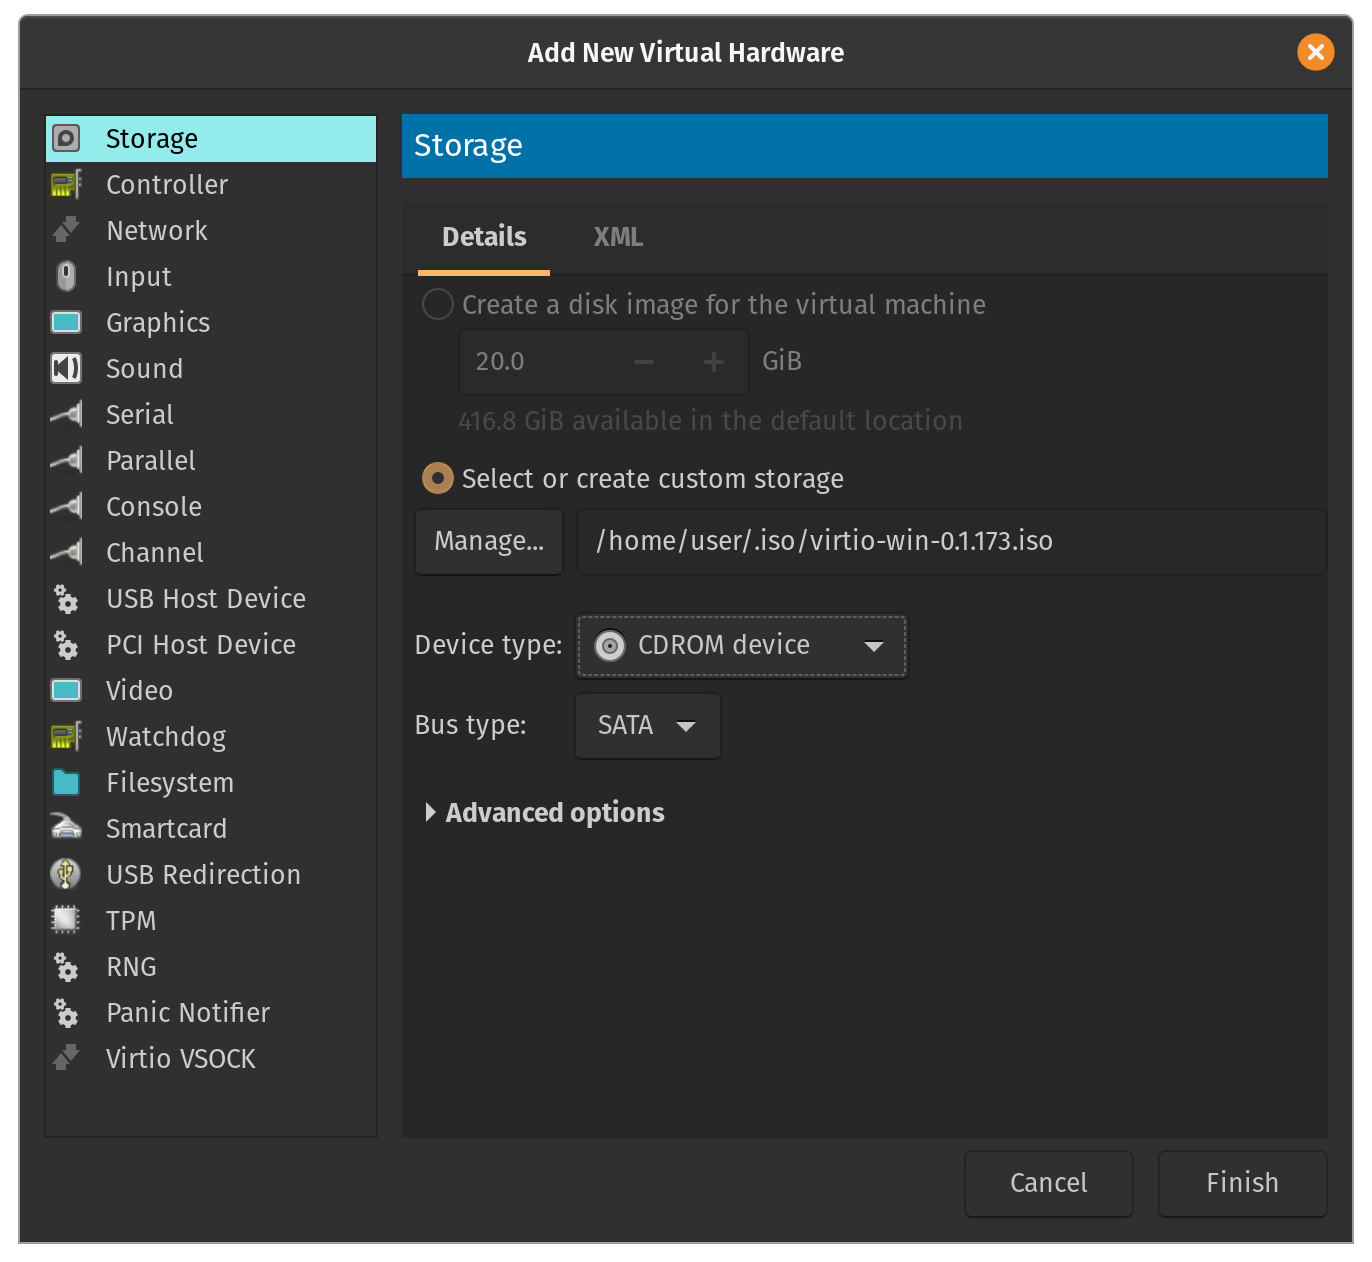 Add New Virtual Hardware
Storage
Controller
Network
Input
Graphics
Sound
Serial
Parallel
Console
Channel
USB Host Device
PCI Host Device
Video
Watchdog
Filesystem
Smartcard
USB Redirection
TPM
RNG
Panic Notifier
Virtio VSOCK
Storage
Details XML
Create a disk image for the virtual machine
20.0 − + GiB
416.8 GiB available in the default location
Select or create custom storage
Manage... /home/user/.iso/virtio-win-0.1.173.iso
Device type: CDROM device
Bus type: SATA
Advanced options
Cancel Finish